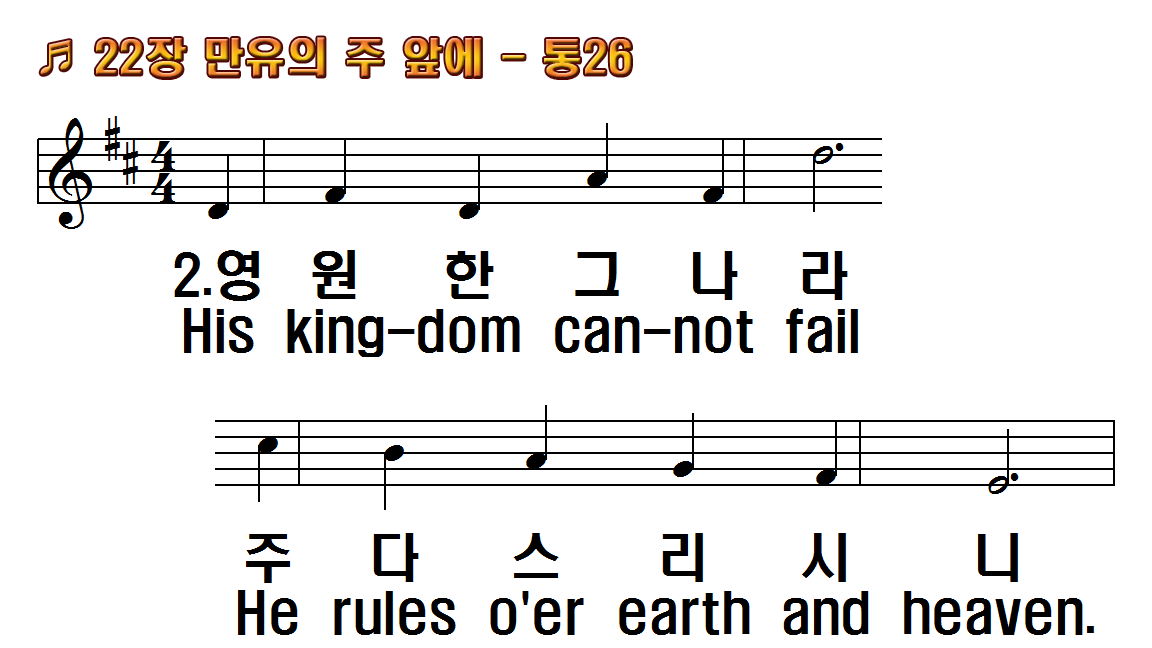 ♬ 22장 만유의 주 앞에 - 통26
2.영 원 한 그 나 라
His king-dom can-not fail
주 다 스 리 시 니
He rules o'er earth and heaven.